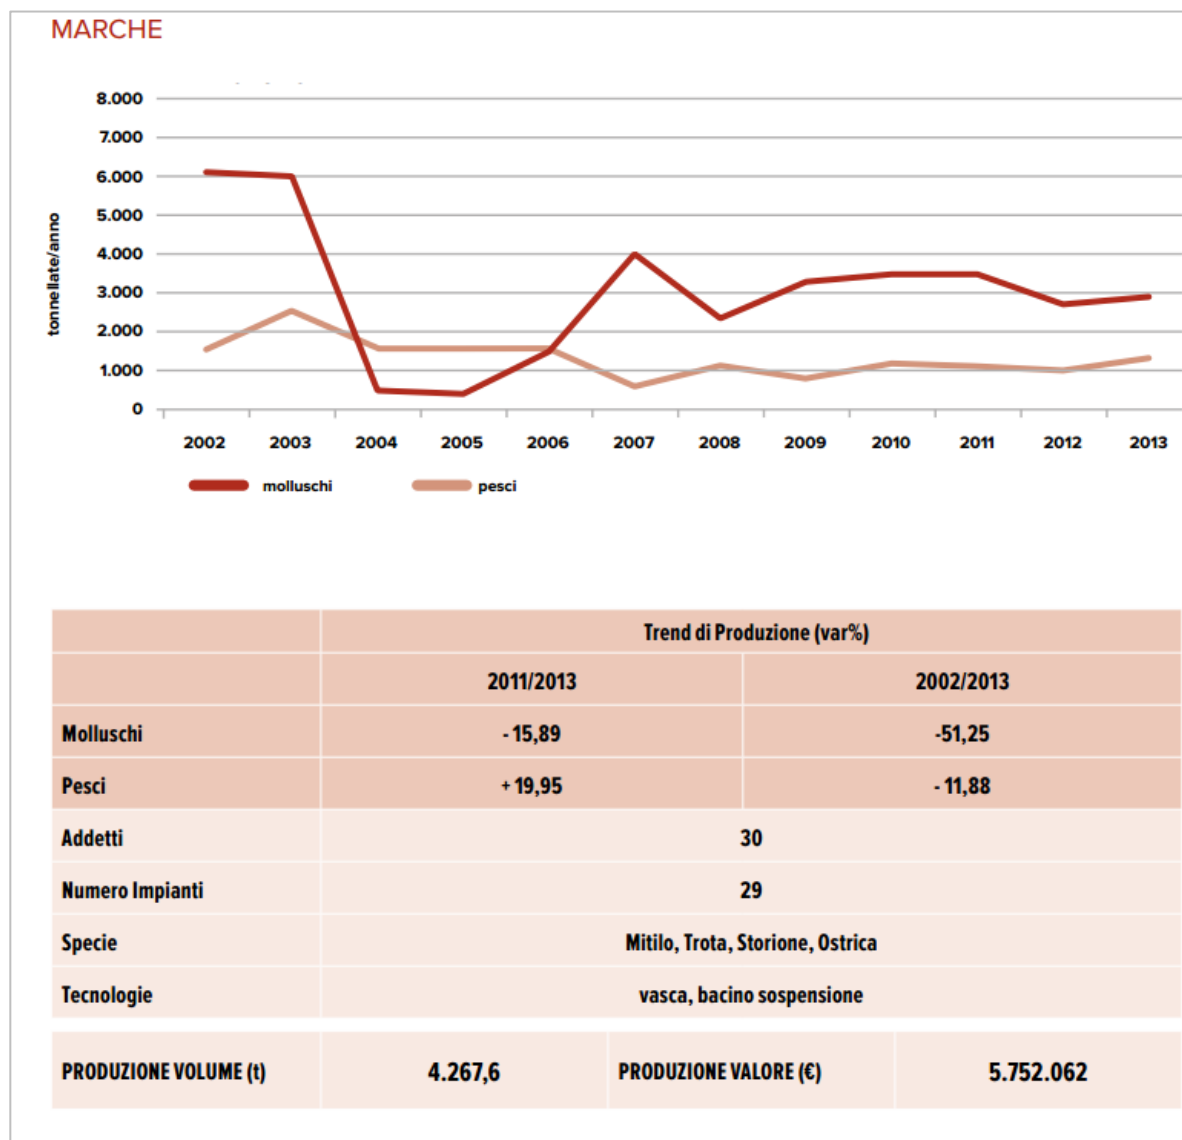 MARCHE
8.000
7.000
6.000
5.000
4.000
3.000
2.000
1.000
0
tonnellate/anno
2002 2003 2004 2005 2006 2007 2008 2009 2010 2011 2012 2013
molluschi pesci
Trend di Produzione (var%)
2011/2013 2002/2013
Molluschi - 15,89 -51,25
Pesci + 19,95 - 11,88
Addetti 30
Numero Impianti 29
Specie Mitilo, Trota, Storione, Ostrica
Tecnologie vasca, bacino sospensione
PRODUZIONE VOLUME (t) 4.267,6 PRODUZIONE VALORE (€) 5.752.062